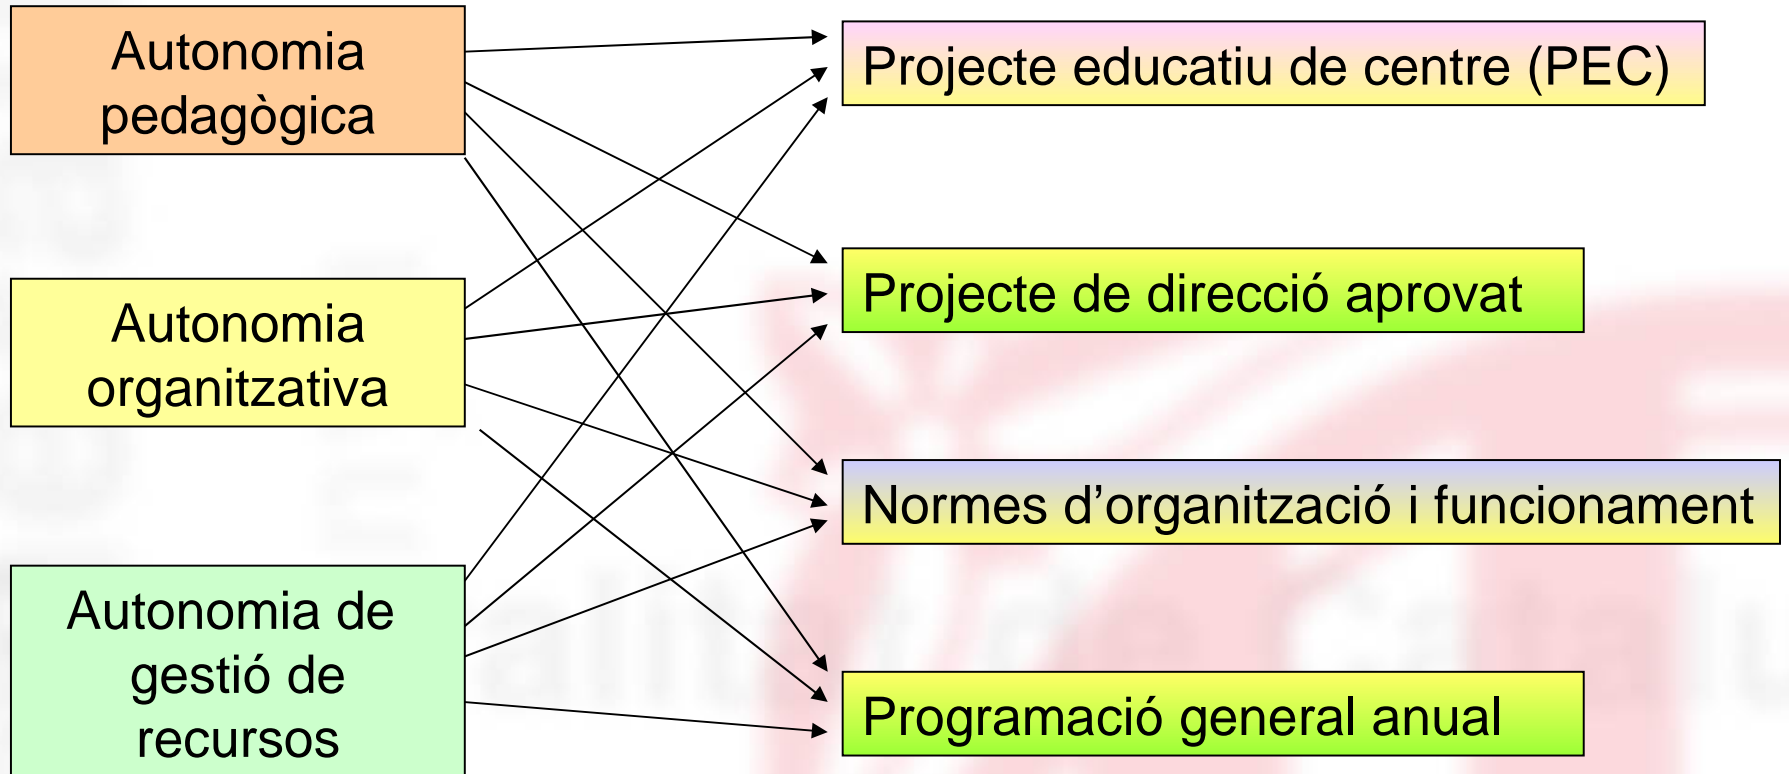 Autonomia
pedagògica
Autonomia
organitzativa
Autonomia de
gestió de
recursos
Projecte educatiu de centre (PEC)
Projecte de direcció aprovat
Normes d’organització i funcionament
Programació general anual